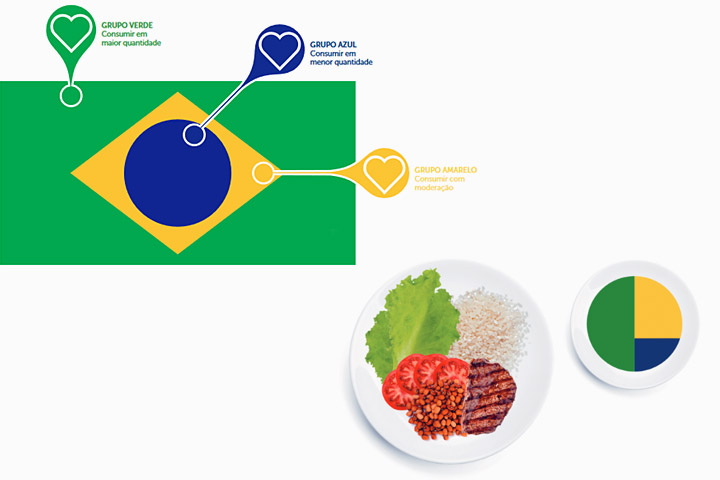 GRUPO VERDE
Consumir em
maior quantidade
GRUPO AZUL
Consumir em
menor quantidade
GRUPO AMARELO
Consumir com
moderação